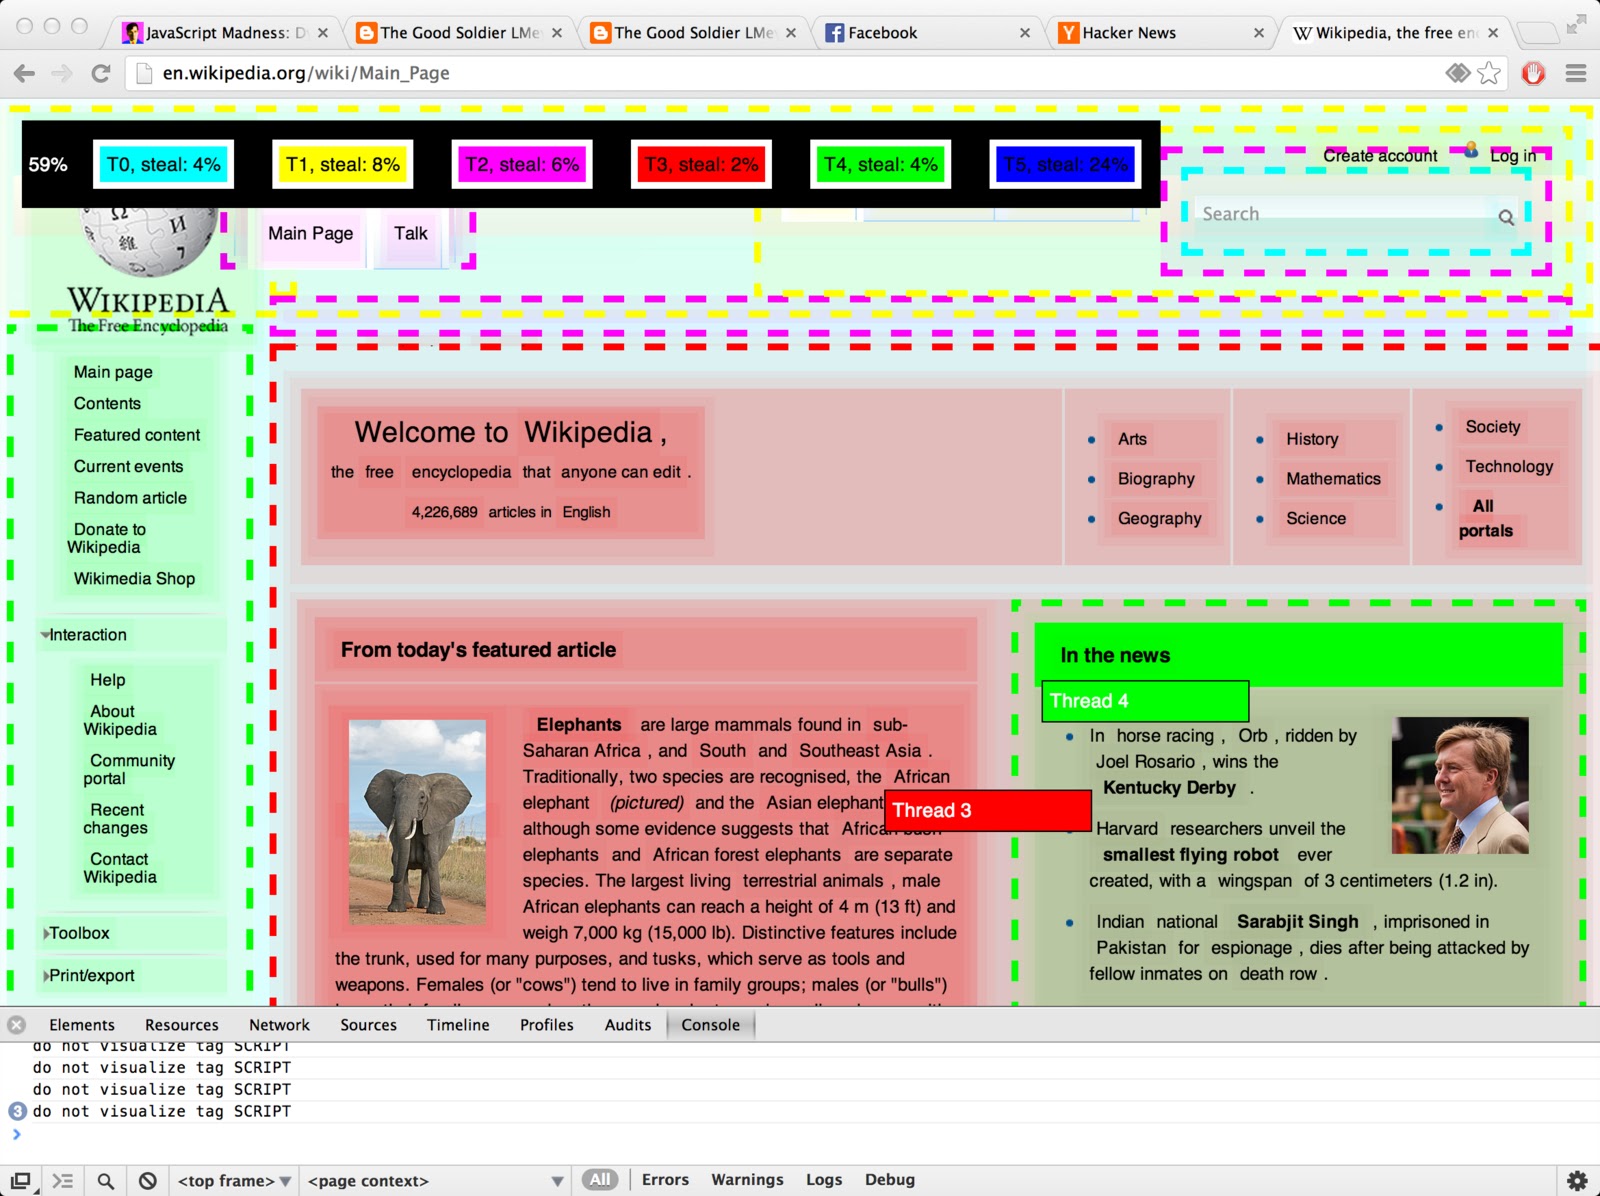 JavaScript Madness: D
The Good Soldier LMe
The Good Soldier LMe
Facebook
Hacker News
Wikipedia, the free en
en.wikipedia.org/wiki/Main_Page
59%
T0, steal: 4%
T1, steal: 8%
T2, steal: 6%
T3, steal: 2%
T4, steal: 4%
T5, steal: 24%
Create account
Log in
Search
Main Page
Talk
Ω
И
維
7
WIKIPEDIA
The Free Encyclopedia
Main page
Contents
Featured content
Current events
Random article
Donate to
Wikipedia
Wikimedia Shop
Interaction
Help
About
Wikipedia
Community
portal
Recent
changes
Contact
Wikipedia
Toolbox
Print/export
Welcome to Wikipedia ,
the free encyclopedia that anyone can edit .
4,226,689 articles in English
Arts
Biography
Geography
History
Mathematics
Science
Society
Technology
All
portals
From today's featured article
Elephants are large mammals found in sub-
Saharan Africa , and South and Southeast Asia .
Traditionally, two species are recognised, the African
elephant (pictured) and the Asian elephant
although some evidence suggests that African bush
elephants and African forest elephants are separate
species. The largest living terrestrial animals , male
African elephants can reach a height of 4 m (13 ft) and
weigh 7,000 kg (15,000 lb). Distinctive features include
the trunk, used for many purposes, and tusks, which serve as tools and
weapons. Females (or "cows") tend to live in family groups; males (or "bulls")
Thread 3
In the news
Thread 4
In horse racing , Orb , ridden by
Joel Rosario , wins the
Kentucky Derby .
Harvard researchers unveil the
smallest flying robot ever
created, with a wingspan of 3 centimeters (1.2 in).
Indian national Sarabjit Singh , imprisoned in
Pakistan for espionage , dies after being attacked by
fellow inmates on death row .
Elements
Resources
Network
Sources
Timeline
Profiles
Audits
Console
do not visualize tag SCRIPT
do not visualize tag SCRIPT
do not visualize tag SCRIPT
3 do not visualize tag SCRIPT
<top frame>
<page context>
All
Errors
Warnings
Logs
Debug